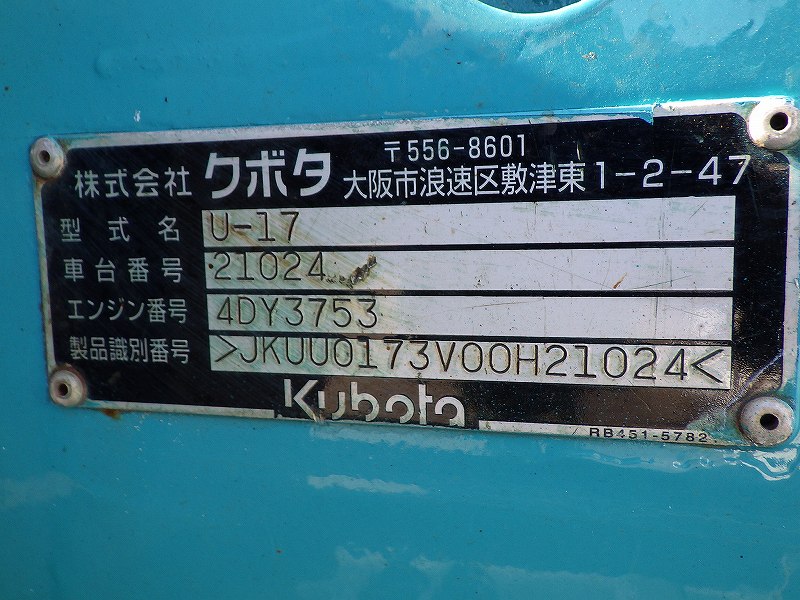 〒556-8601
株式会社 クボタ 大阪市浪速区敷津東1-2-47
型式名 U-17
車台番号 21024
エンジン番号 4DY3753
製品識別番号 >JKUU0173V00H21024<
Kubota
RB451-5782